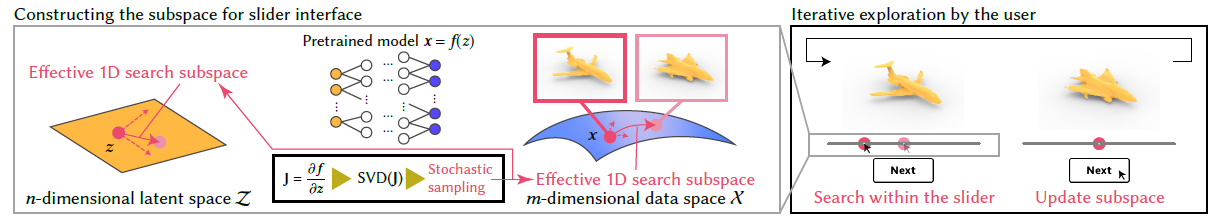 Constructing the subspace for slider interface
Pretrained model x = f(z)
Effective 1D search subspace
...
...
z
x
J = ∂f/∂z
SVD(J)
Stochastic
sampling
Effective 1D search subspace
n-dimensional latent space 𝒵
m-dimensional data space 𝒳
Iterative exploration by the user
Next
Next
Search within the slider
Update subspace